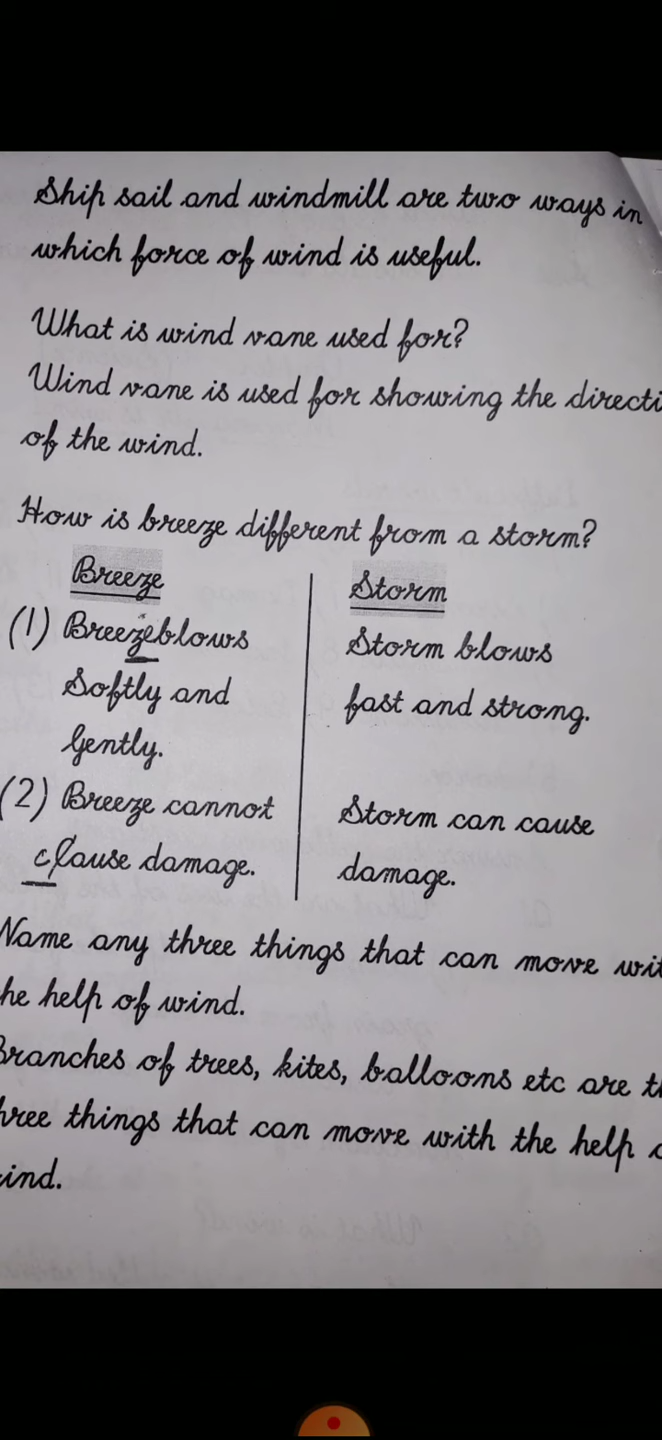 Ship sail and windmill are two ways in
which force of wind is useful.
What is wind vane used for?
Wind vane is used for showing the directi
of the wind.
How is breeze different from a storm?
Breeze
Storm
(1) Breeze blows
Storm blows
Softly and
fast and strong.
Gently.
(2) Breeze cannot
Storm can cause
cause damage.
damage.
Name any three things that can move wit
he help of wind.
Branches of trees, kites, balloons etc are th
hree things that can move with the help o
ind.